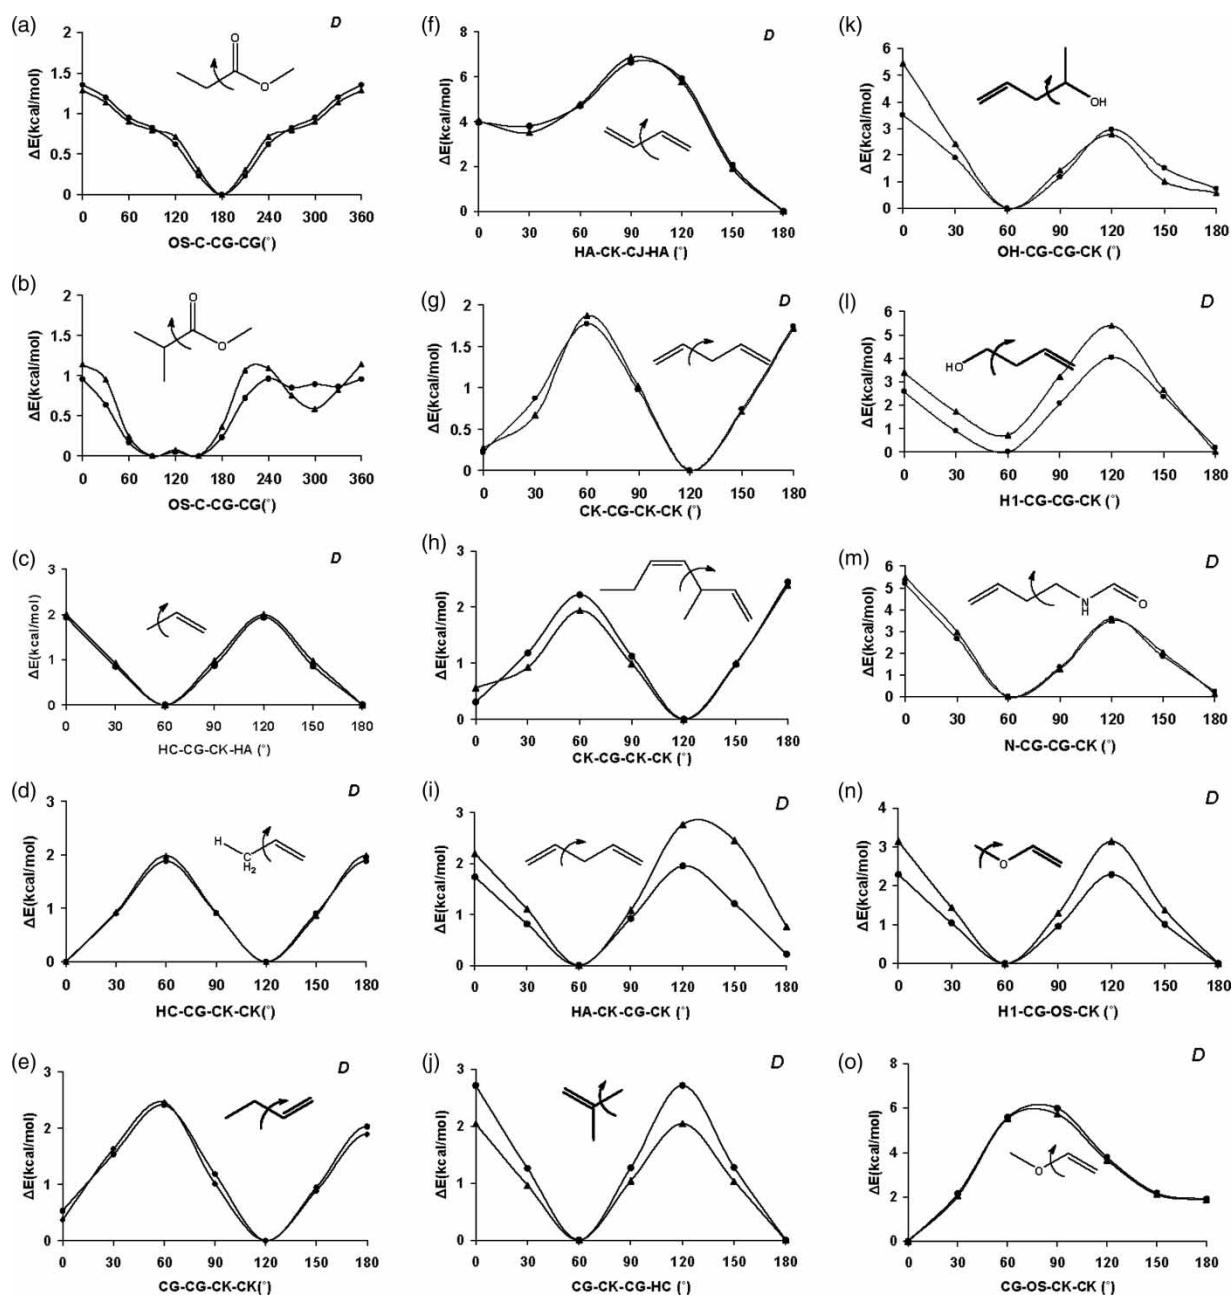 (a)
D
ΔE(kcal/mol)
2
1.5
1
0.5
0
0 60 120 180 240 300 360
OS-C-CG-CG(°)
O
O
(b)
D
ΔE(kcal/mol)
2
1.5
1
0.5
0
0 60 120 180 240 300 360
OS-C-CG-CG(°)
O
O
(c)
D
ΔE(kcal/mol)
3
2
1
0
0 30 60 90 120 150 180
HC-CG-CK-HA (°)
(d)
D
ΔE(kcal/mol)
3
2
1
0
0 30 60 90 120 150 180
HC-CG-CK-CK(°)
H
C
H2
(e)
D
ΔE(kcal/mol)
3
2
1
0
0 30 60 90 120 150 180
CG-CG-CK-CK(°)
(f)
D
ΔE(kcal/mol)
8
6
4
2
0
0 30 60 90 120 150 180
HA-CK-CJ-HA (°)
(g)
D
ΔE(kcal/mol)
2
1.5
1
0.5
0
0 30 60 90 120 150 180
CK-CG-CK-CK (°)
(h)
D
ΔE(kcal/mol)
3
2
1
0
0 30 60 90 120 150 180
CK-CG-CK-CK (°)
(i)
D
ΔE(kcal/mol)
3
2
1
0
0 30 60 90 120 150 180
HA-CK-CG-CK (°)
(j)
D
ΔE(kcal/mol)
3
2
1
0
0 30 60 90 120 150 180
CG-CK-CG-HC (°)
(k)
D
ΔE(kcal/mol)
6
5
4
3
2
1
0
0 30 60 90 120 150 180
OH-CG-CG-CK (°)
OH
(l)
D
ΔE(kcal/mol)
6
5
4
3
2
1
0
0 30 60 90 120 150 180
H1-CG-CG-CK (°)
HO
(m)
D
ΔE(kcal/mol)
6
5
4
3
2
1
0
0 30 60 90 120 150 180
N-CG-CG-CK (°)
N
H
O
(n)
D
ΔE(kcal/mol)
4
3
2
1
0
0 30 60 90 120 150 180
H1-CG-OS-CK (°)
O
(o)
D
ΔE(kcal/mol)
8
6
4
2
0
0 30 60 90 120 150 180
CG-OS-CK-CK (°)
O